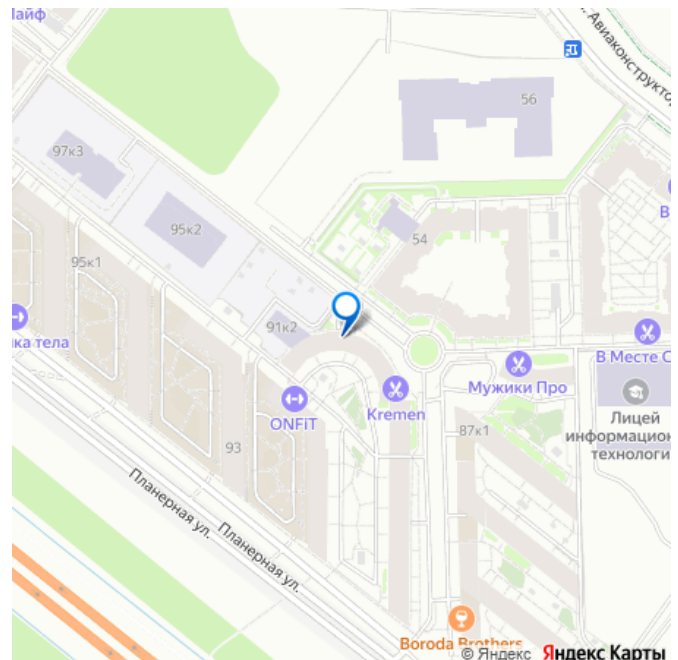 Лайф
Авиаконструкто
56
97к3
95к2
54
В
95к1
91к2
ка тела
В Месте С
Мужики Про
Kremen
ONFiT
Лицей
информацион
технологи
87к1
93
Планерная ул.
Планерная ул.
Boroda Brothers
© Яндекс Яндекс Карты